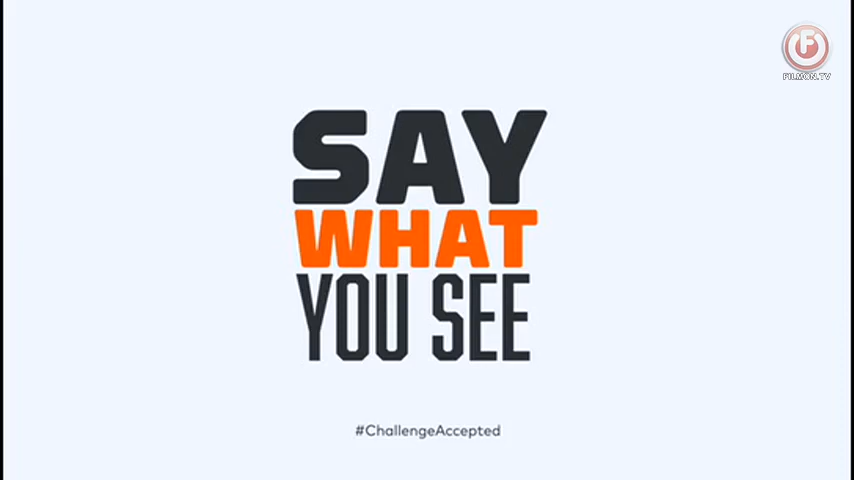 FILMON.TV
SAY
WHAT
YOU SEE
#ChallengeAccepted